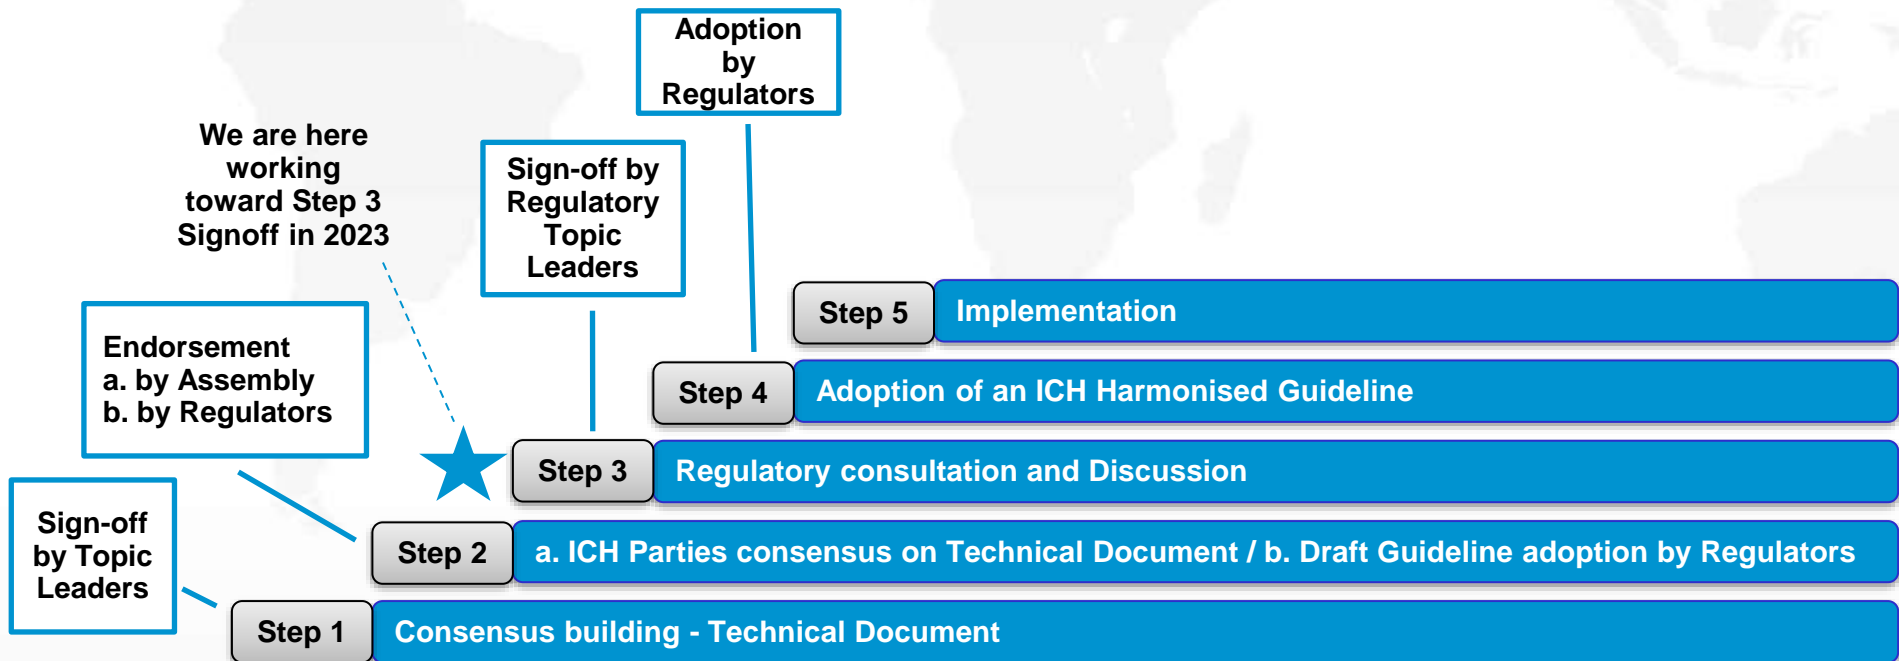 Adoption
by
Regulators
We are here
working
toward Step 3
Signoff in 2023
Sign-off by
Regulatory
Topic
Leaders
Endorsement
a. by Assembly
b. by Regulators
Sign-off
by Topic
Leaders
Step 5 Implementation
Step 4 Adoption of an ICH Harmonised Guideline
Step 3 Regulatory consultation and Discussion
Step 2 a. ICH Parties consensus on Technical Document / b. Draft Guideline adoption by Regulators
Step 1 Consensus building - Technical Document